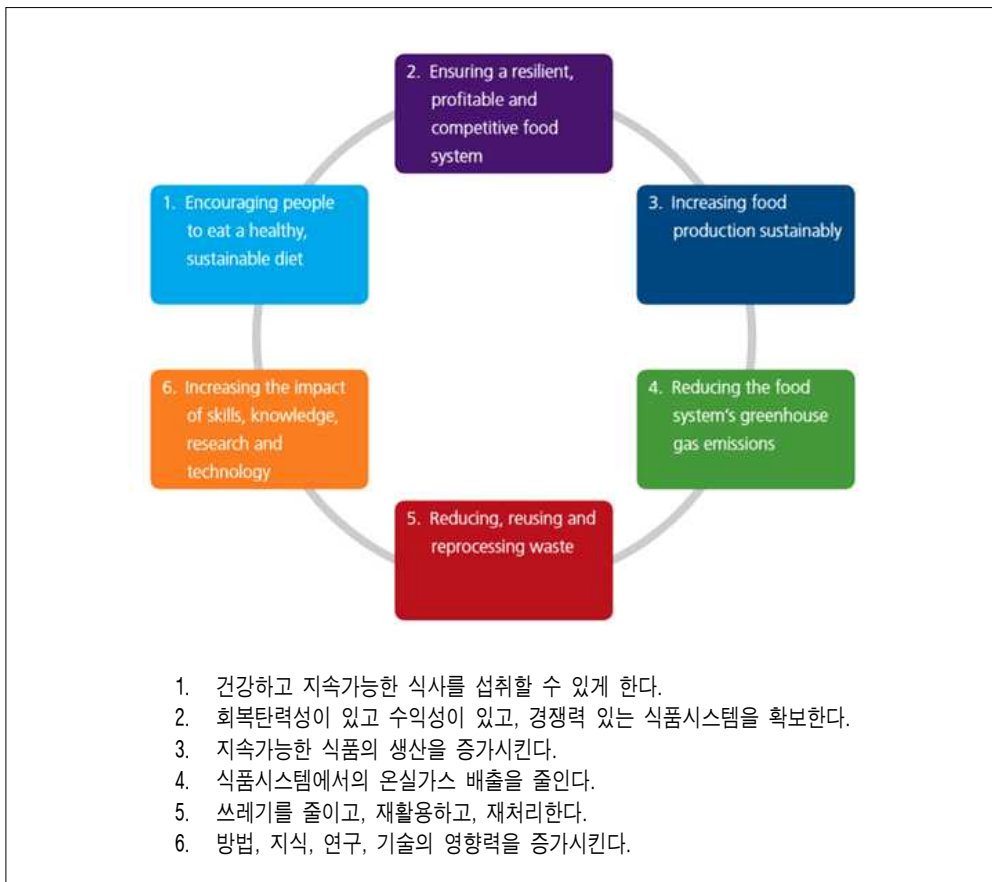 2. Ensuring a resilient,
profitable and
competitive food
system
1. Encouraging people
to eat a healthy,
sustainable diet
3. Increasing food
production sustainably
6. Increasing the impact
of skills, knowledge,
research and
technology
4. Reducing the food
system's greenhouse
gas emissions
5. Reducing, reusing and
reprocessing waste
1. 건강하고 지속가능한 식사를 섭취할 수 있게 한다.
2. 회복탄력성이 있고 수익성이 있고, 경쟁력 있는 식품시스템을 확보한다.
3. 지속가능한 식품의 생산을 증가시킨다.
4. 식품시스템에서의 온실가스 배출을 줄인다.
5. 쓰레기를 줄이고, 재활용하고, 재처리한다.
6. 방법, 지식, 연구, 기술의 영향력을 증가시킨다.